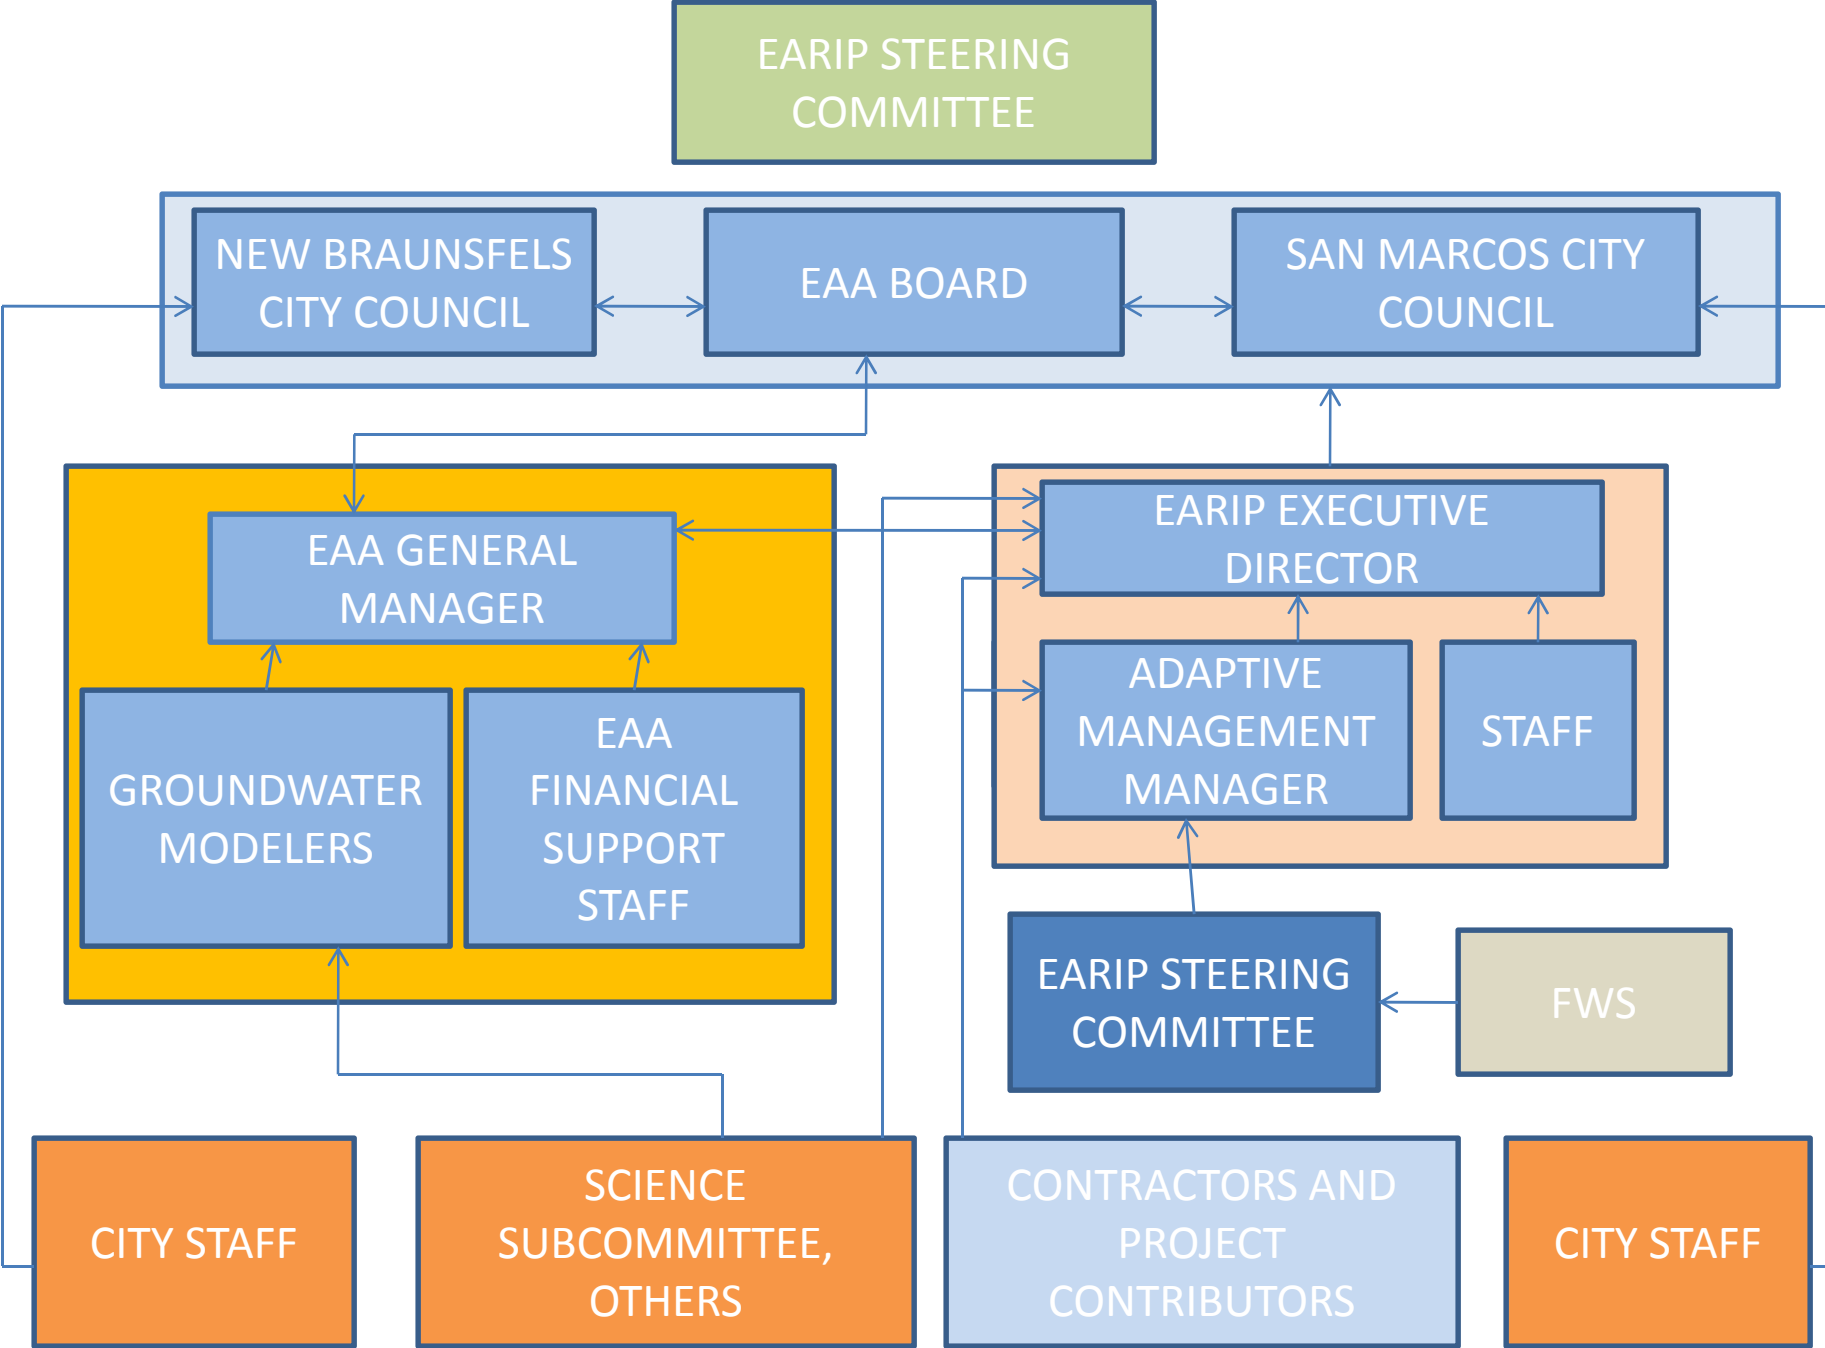 EARIP STEERING
COMMITTEE
NEW BRAUNSFELS
CITY COUNCIL
EAA BOARD
SAN MARCOS CITY
COUNCIL
EAA GENERAL
MANAGER
EARIP EXECUTIVE
DIRECTOR
GROUNDWATER
MODELERS
EAA
FINANCIAL
SUPPORT
STAFF
ADAPTIVE
MANAGEMENT
MANAGER
STAFF
EARIP STEERING
COMMITTEE
FWS
CITY STAFF
SCIENCE
SUBCOMMITTEE,
OTHERS
CONTRACTORS AND
PROJECT
CONTRIBUTORS
CITY STAFF